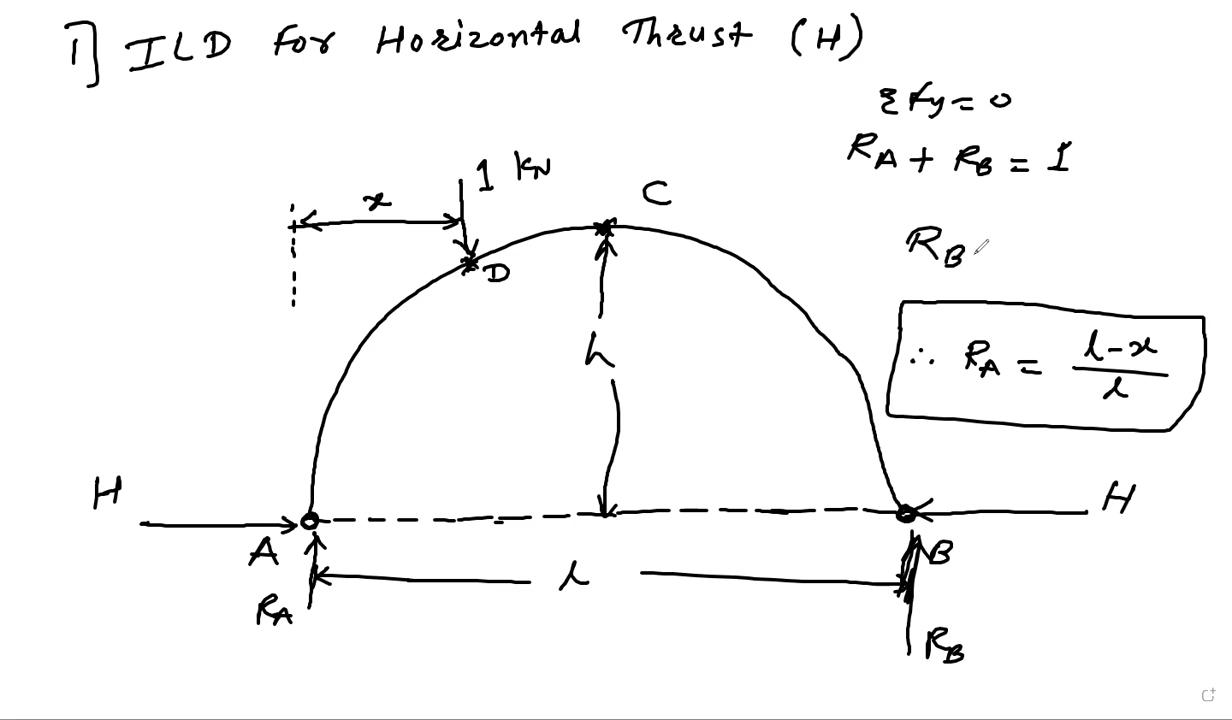 1] ILD For Horizontal Thrust (H)
ΣFy = 0
RA + RB = 1
1 kN
x
C
D
RB
h
∴ RA = (l-x)/l
H
H
A
B
l
RA
RB